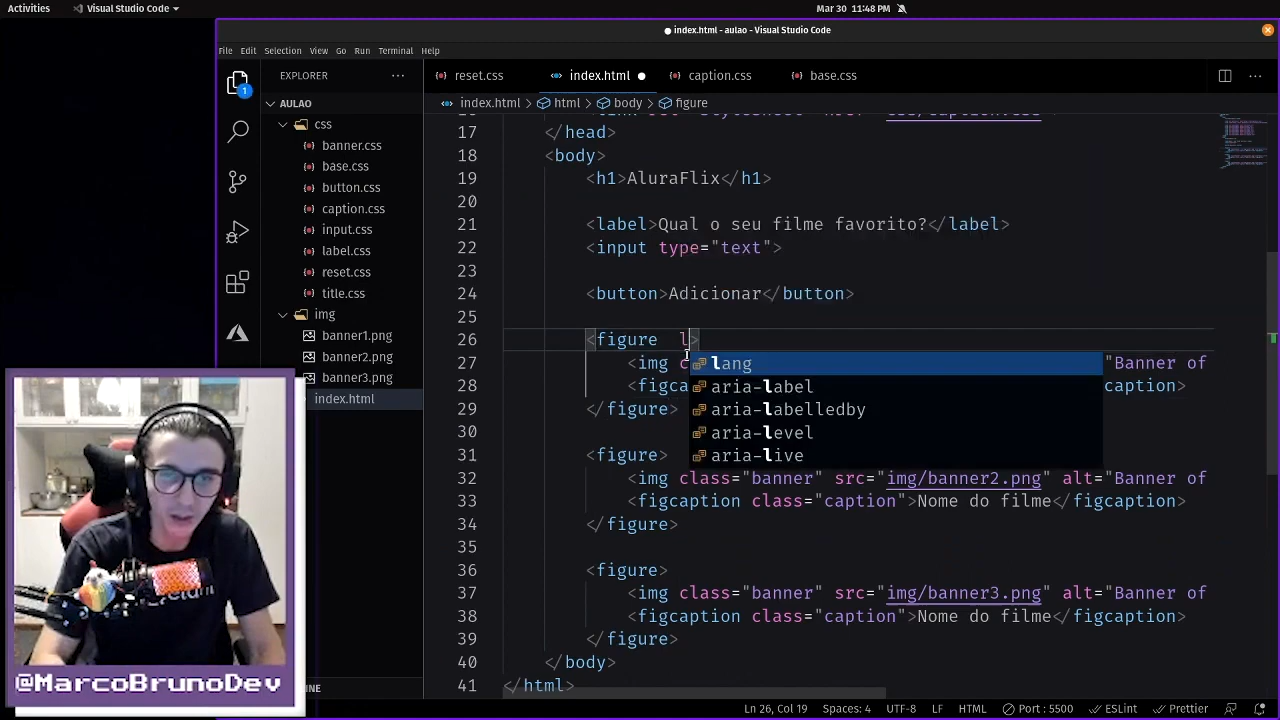 Activities
Visual Studio Code
Mar 30 11:48 PM
● index.html - aulao - Visual Studio Code
File Edit Selection View Go Run Terminal Help
EXPLORER
reset.css
index.html
caption.css
base.css
AULAO
index.html > html > body > figure
css
banner.css
base.css
button.css
caption.css
input.css
label.css
reset.css
title.css
img
banner1.png
banner2.png
banner3.png
index.html
1
17 </head>
18 <body>
19 <h1>AluraFlix</h1>
20
21 <label>Qual o seu filme favorito?</label>
22 <input type="text">
23
24 <button>Adicionar</button>
25
26 <figure  l>
27 <img c "Banner of
28 <figca caption>
29 </figure>
lang
aria-label
aria-labelledby
aria-level
aria-live
30
31 <figure>
32 <img class="banner" src="img/banner2.png" alt="Banner of
33 <figcaption class="caption">Nome do filme</figcaption>
34 </figure>
35
36 <figure>
37 <img class="banner" src="img/banner3.png" alt="Banner of
38 <figcaption class="caption">Nome do filme</figcaption>
39 </figure>
40 </body>
41 </html>
@MarcoBrunoDev
INE
Ln 26, Col 19 Spaces: 4 UTF-8 LF HTML Port : 5500 ESLint Prettier